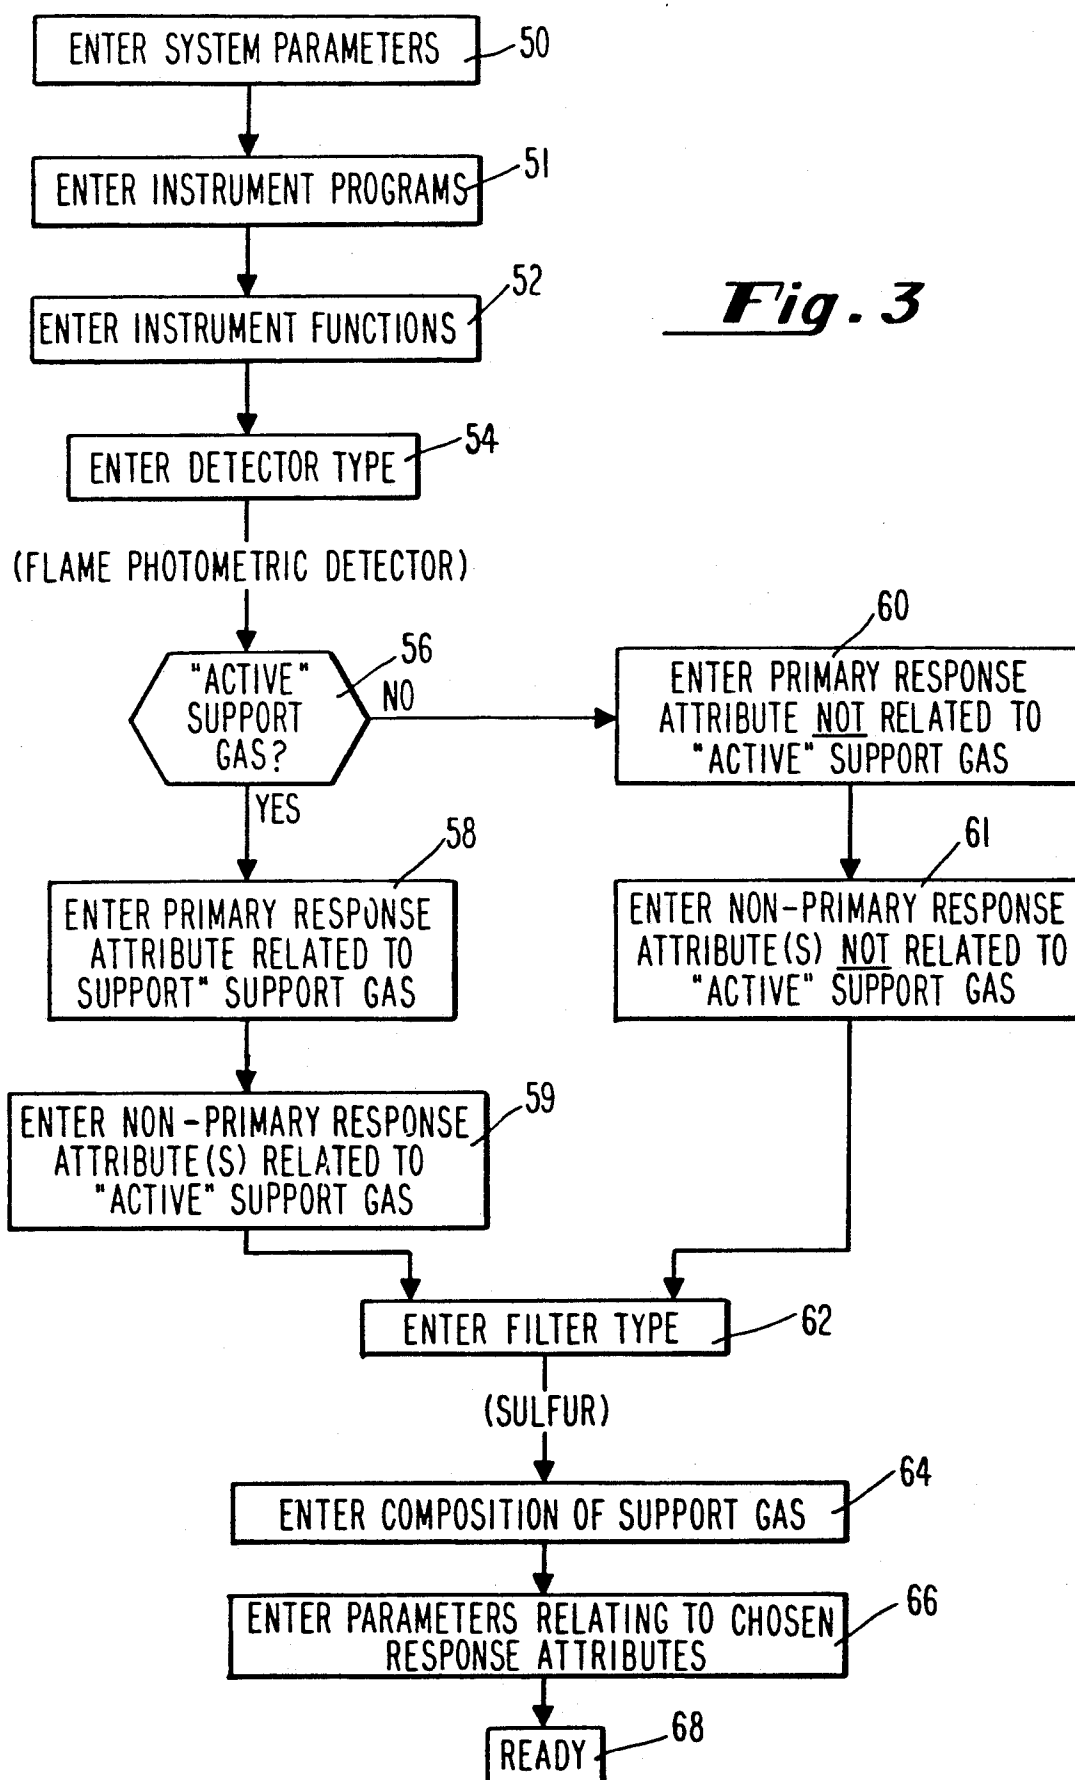 ENTER SYSTEM PARAMETERS
50
ENTER INSTRUMENT PROGRAMS
51
ENTER INSTRUMENT FUNCTIONS
52
Fig. 3
ENTER DETECTOR TYPE
54
(FLAME PHOTOMETRIC DETECTOR)
"ACTIVE"
SUPPORT
GAS?
56
NO
YES
60
ENTER PRIMARY RESPONSE
ATTRIBUTE NOT RELATED TO
"ACTIVE" SUPPORT GAS
58
ENTER PRIMARY RESPONSE
ATTRIBUTE RELATED TO
SUPPORT" SUPPORT GAS
61
ENTER NON-PRIMARY RESPONSE
ATTRIBUTE(S) NOT RELATED TO
"ACTIVE" SUPPORT GAS
59
ENTER NON-PRIMARY RESPONSE
ATTRIBUTE(S) RELATED TO
"ACTIVE" SUPPORT GAS
ENTER FILTER TYPE
62
(SULFUR)
64
ENTER COMPOSITION OF SUPPORT GAS
ENTER PARAMETERS RELATING TO CHOSEN
RESPONSE ATTRIBUTES
66
READY
68